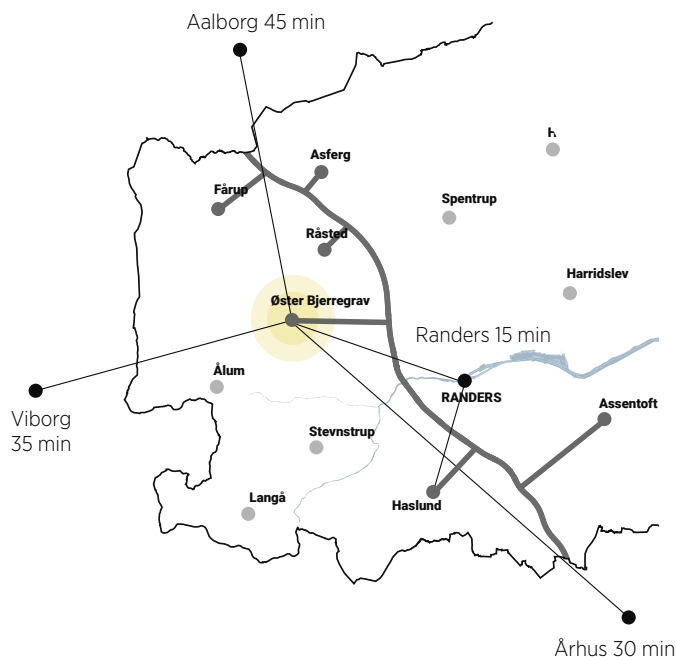 Aalborg 45 min
Asferg
Fårup
Spentrup
Råsted
Harridslev
Øster Bjerregrav
Randers 15 min
Ålum
RANDERS
Viborg
35 min
Assentoft
Stevnstrup
Langå
Haslund
Århus 30 min